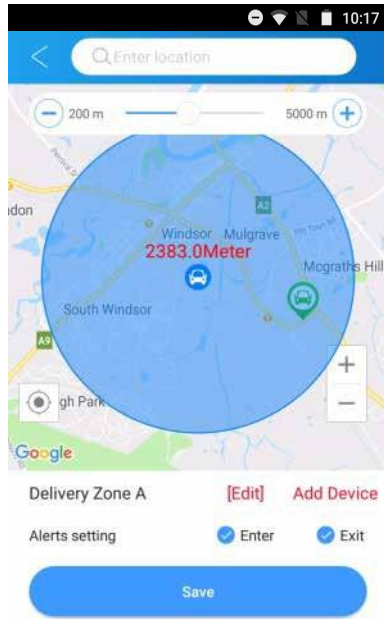 10:17
Enter location
200 m
5000 m
A2
Windsor
Mulgrave
2383.0Meter
Mcgraths Hill
South Windsor
A9
gh Park
Google
Delivery Zone A [Edit] Add Device
Alerts setting Enter Exit
Save